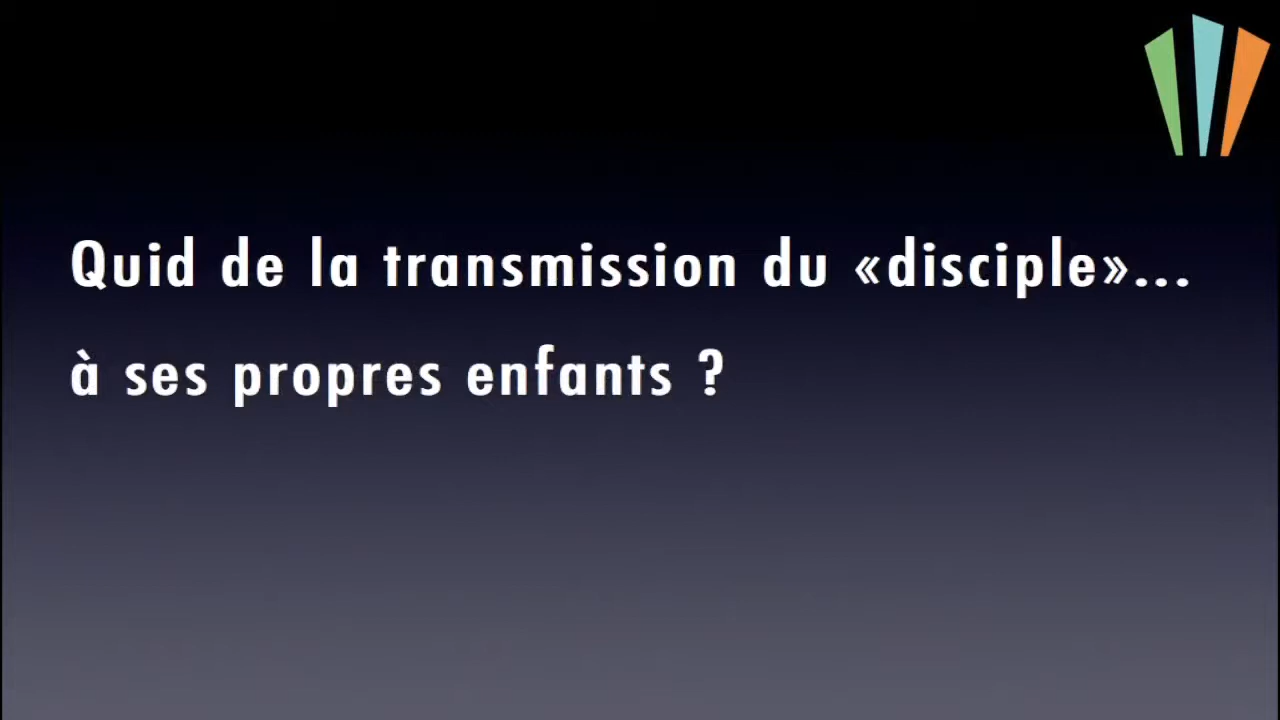 Quid de la transmission du «disciple»...
à ses propres enfants ?